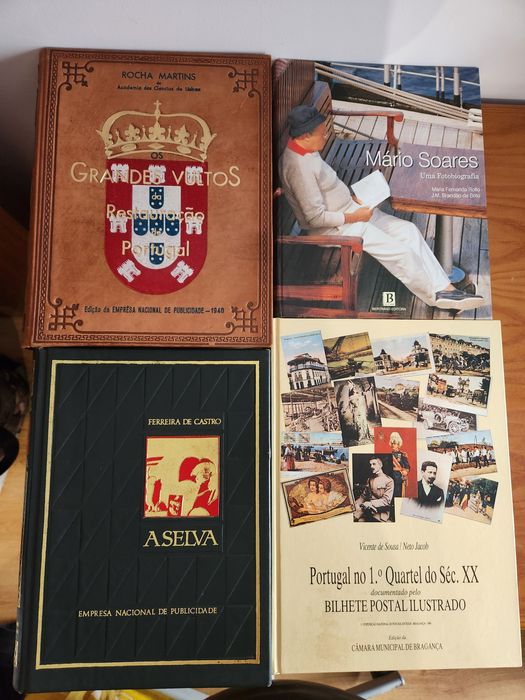 ROCHA MARTINS
da
Academia das Ciências de Lisboa
OS
GRANDES VULTOS
da
Restauração
de
Portugal
Edição da EMPRÊSA NACIONAL DE PUBLICIDADE - 1940
Mário Soares
Uma Fotobiografia
Maria Fernanda Rollo
J.M. Brandão de Brito
B
BERTRAND EDITORA
FERREIRA DE CASTRO
A SELVA
EMPRESA NACIONAL DE PUBLICIDADE
Vicente de Sousa / Neto Jacob
Portugal no 1.º Quartel do Séc. XX
documentado pelo
BILHETE POSTAL ILUSTRADO
Edição da
CÂMARA MUNICIPAL DE BRAGANÇA